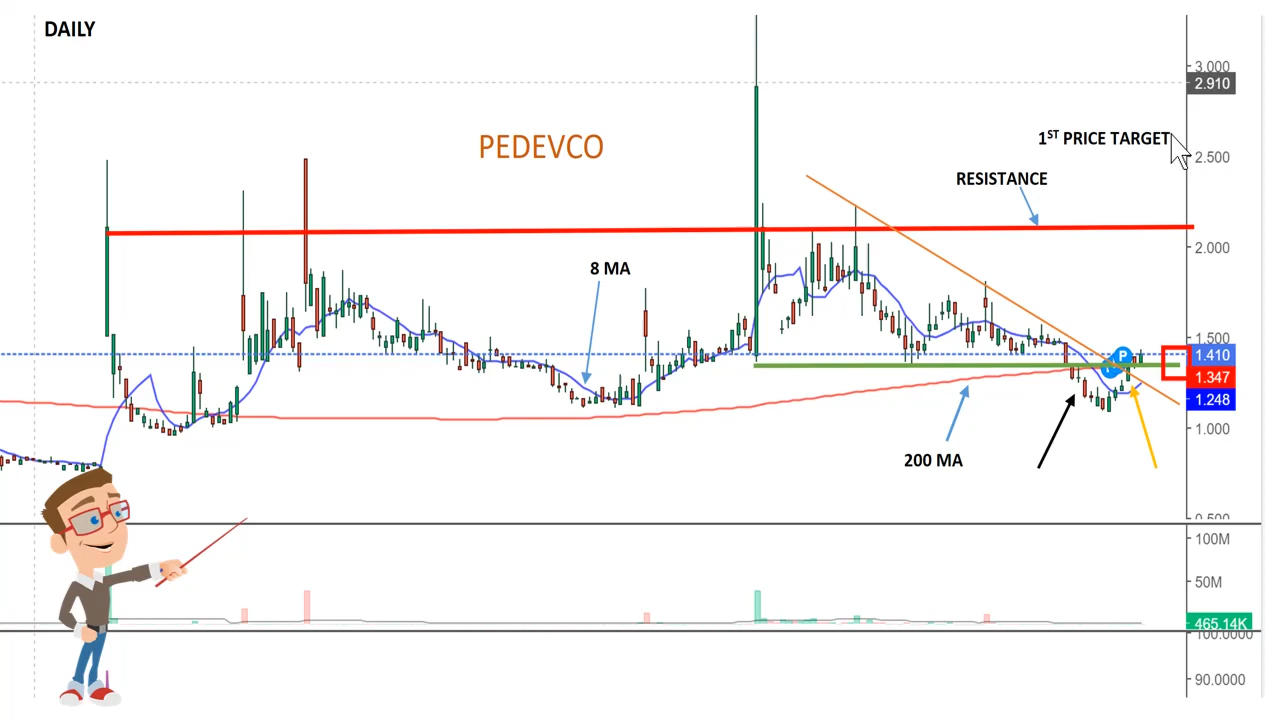 DAILY
3.000
2.910
PEDEVCO
1ST PRICE TARGET
2.500
RESISTANCE
2.000
8 MA
1.500
P
1.410
1.347
1.248
1.000
200 MA
0.500
100M
50M
465.14K
100.0000
90.0000